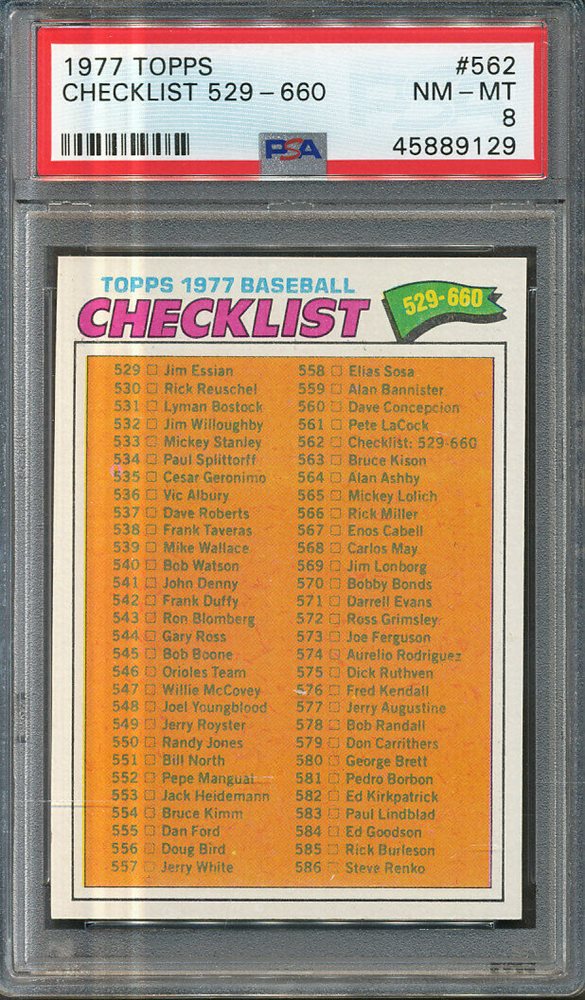 1977 TOPPS #562
CHECKLIST 529 - 660 NM - MT
8
PSA 45889129
TOPPS 1977 BASEBALL
CHECKLIST
529-660
529 Jim Essian
530 Rick Reuschel
531 Lyman Bostock
532 Jim Willoughby
533 Mickey Stanley
534 Paul Splittorff
535 Cesar Geronimo
536 Vic Albury
537 Dave Roberts
538 Frank Taveras
539 Mike Wallace
540 Bob Watson
541 John Denny
542 Frank Duffy
543 Ron Blomberg
544 Gary Ross
545 Bob Boone
546 Orioles Team
547 Willie McCovey
548 Joel Youngblood
549 Jerry Royster
550 Randy Jones
551 Bill North
552 Pepe Mangual
553 Jack Heidemann
554 Bruce Kimm
555 Dan Ford
556 Doug Bird
557 Jerry White
558 Elias Sosa
559 Alan Bannister
560 Dave Concepcion
561 Pete LaCock
562 Checklist: 529-660
563 Bruce Kison
564 Alan Ashby
565 Mickey Lolich
566 Rick Miller
567 Enos Cabell
568 Carlos May
569 Jim Lonborg
570 Bobby Bonds
571 Darrell Evans
572 Ross Grimsley
573 Joe Ferguson
574 Aurelio Rodriguez
575 Dick Ruthven
576 Fred Kendall
577 Jerry Augustine
578 Bob Randall
579 Don Carrithers
580 George Brett
581 Pedro Borbon
582 Ed Kirkpatrick
583 Paul Lindblad
584 Ed Goodson
585 Rick Burleson
586 Steve Renko